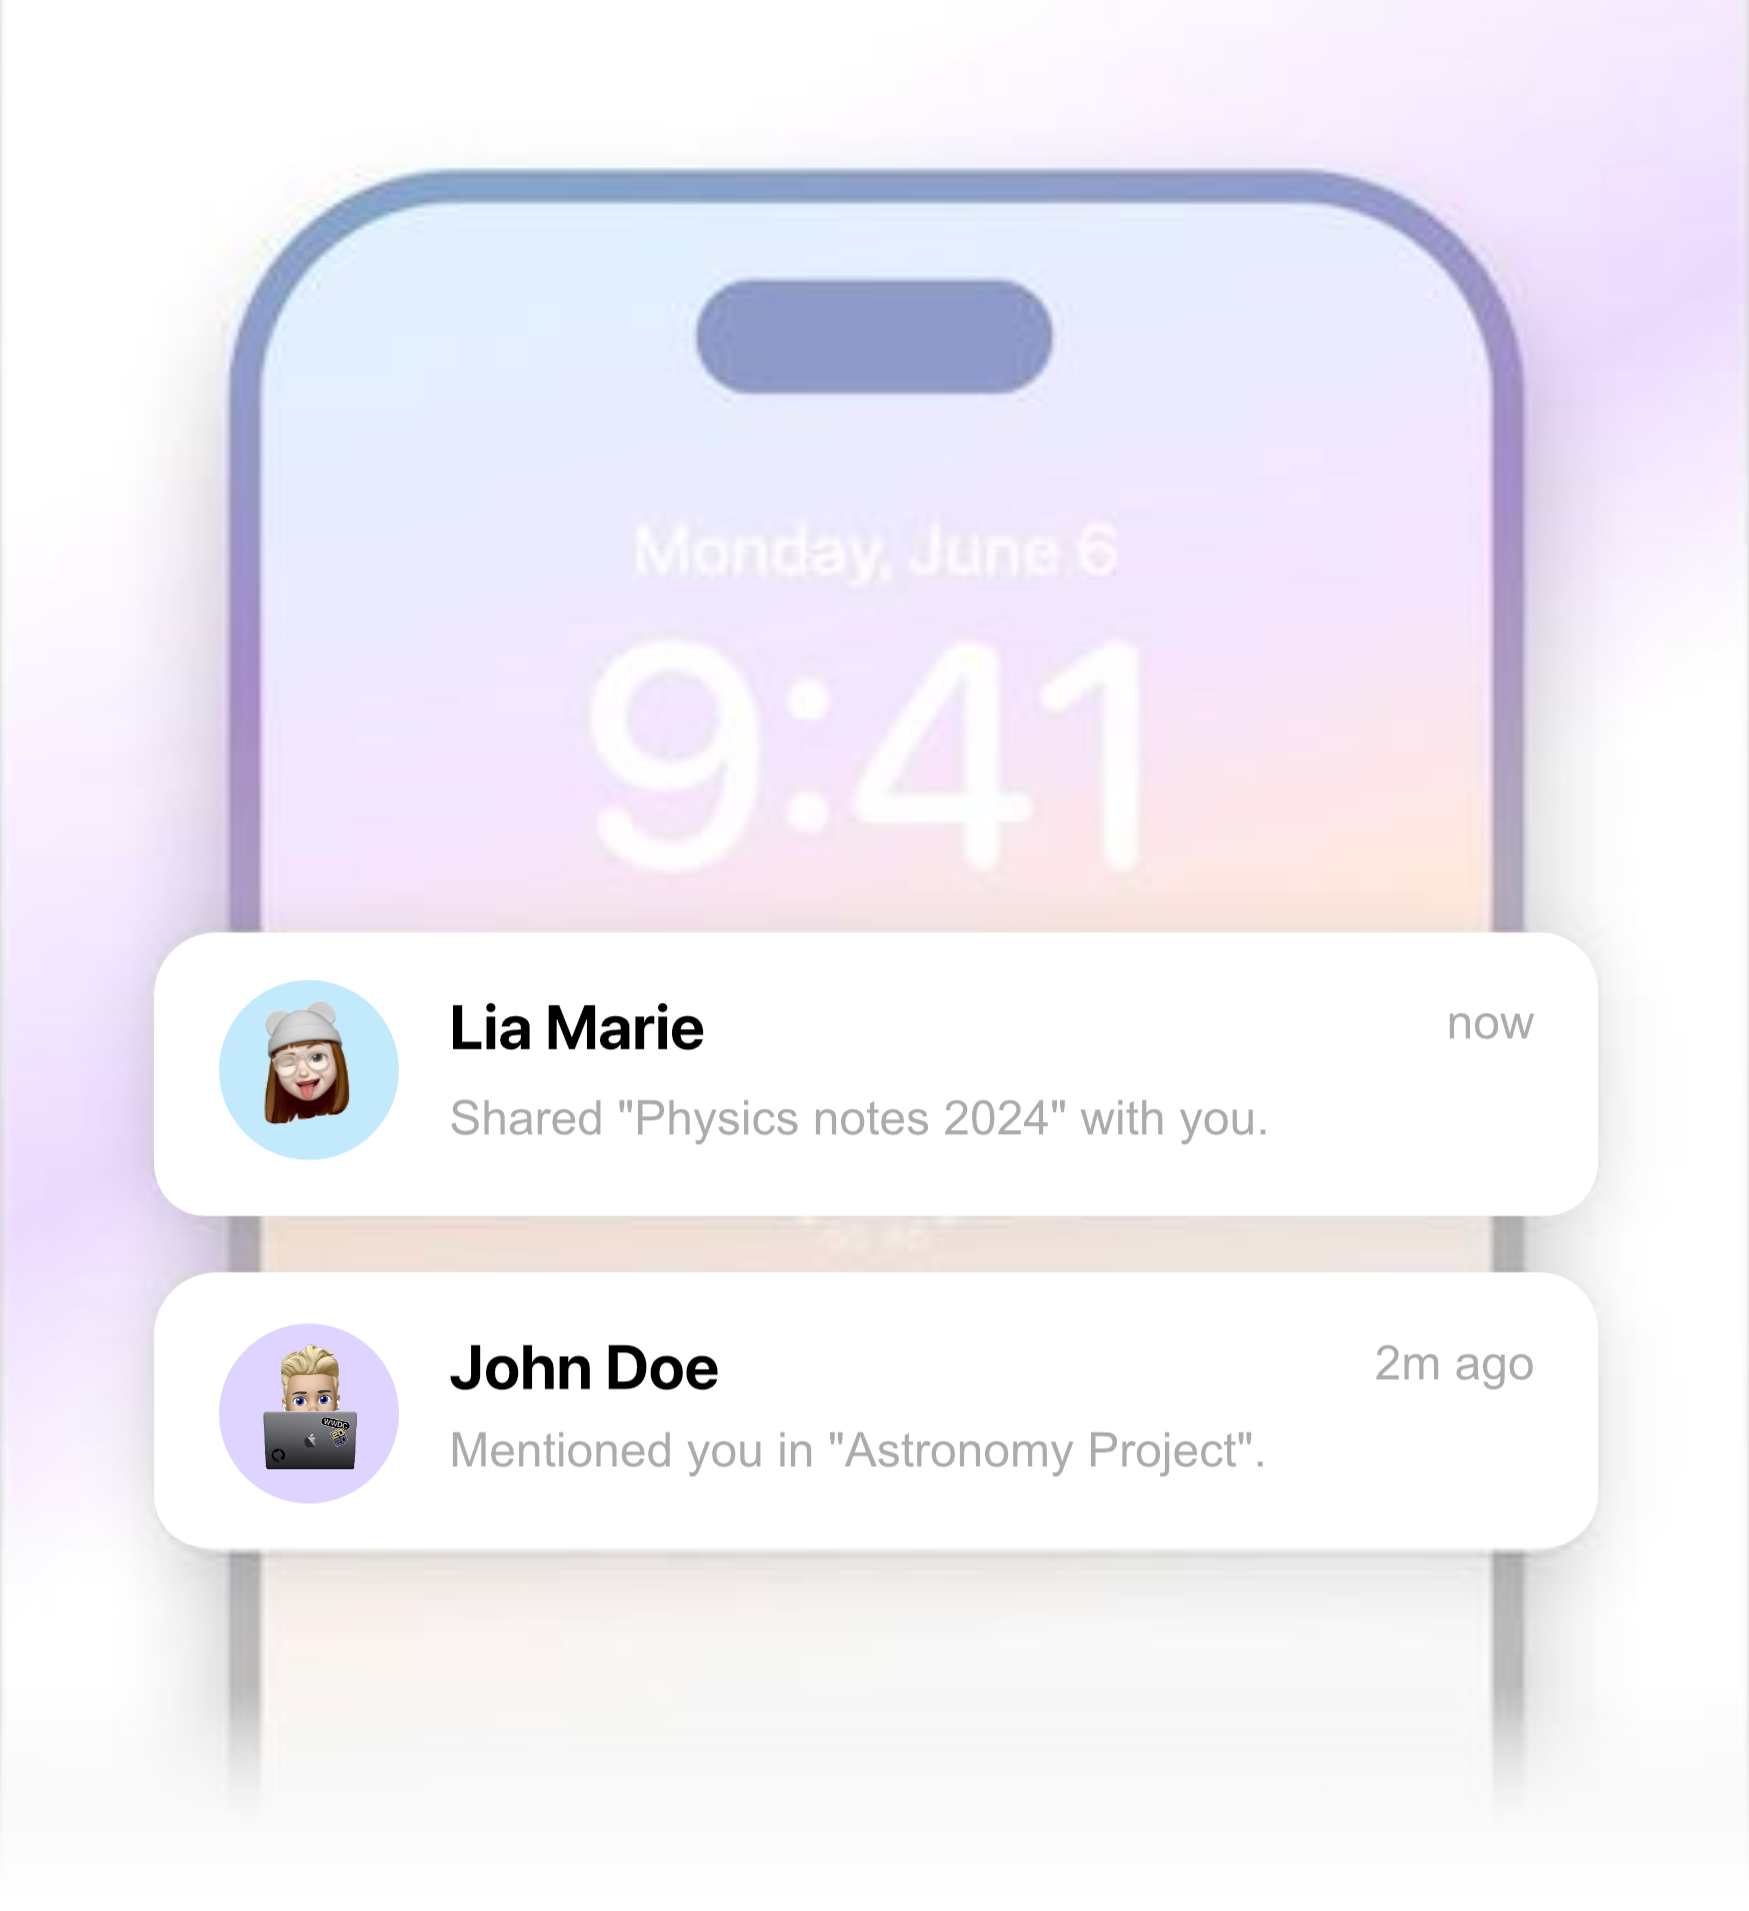 Monday, June 6
9:41
Lia Marie
now
Shared "Physics notes 2024" with you.
John Doe
2m ago
Mentioned you in "Astronomy Project".
WWDC